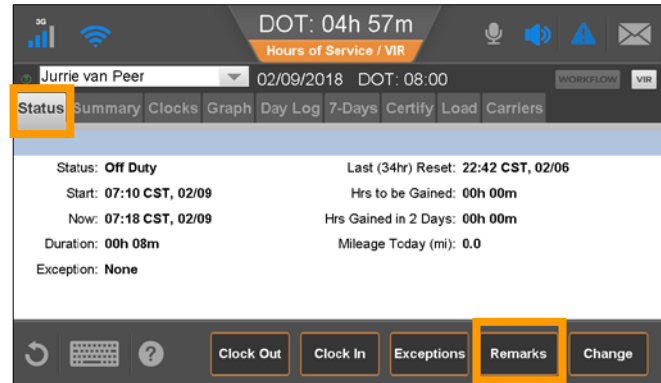 3G
DOT: 04h 57m
Hours of Service / VIR
Jurrie van Peer
02/09/2018 DOT: 08:00
WORKFLOW VIR
Status Summary Clocks Graph Day Log 7-Days Certify Load Carriers
Status: Off Duty
Last (34hr) Reset: 22:42 CST, 02/06
Start: 07:10 CST, 02/09
Hrs to be Gained: 00h 00m
Now: 07:18 CST, 02/09
Hrs Gained in 2 Days: 00h 00m
Duration: 00h 08m
Mileage Today (mi): 0.0
Exception: None
?
Clock Out Clock In Exceptions Remarks Change